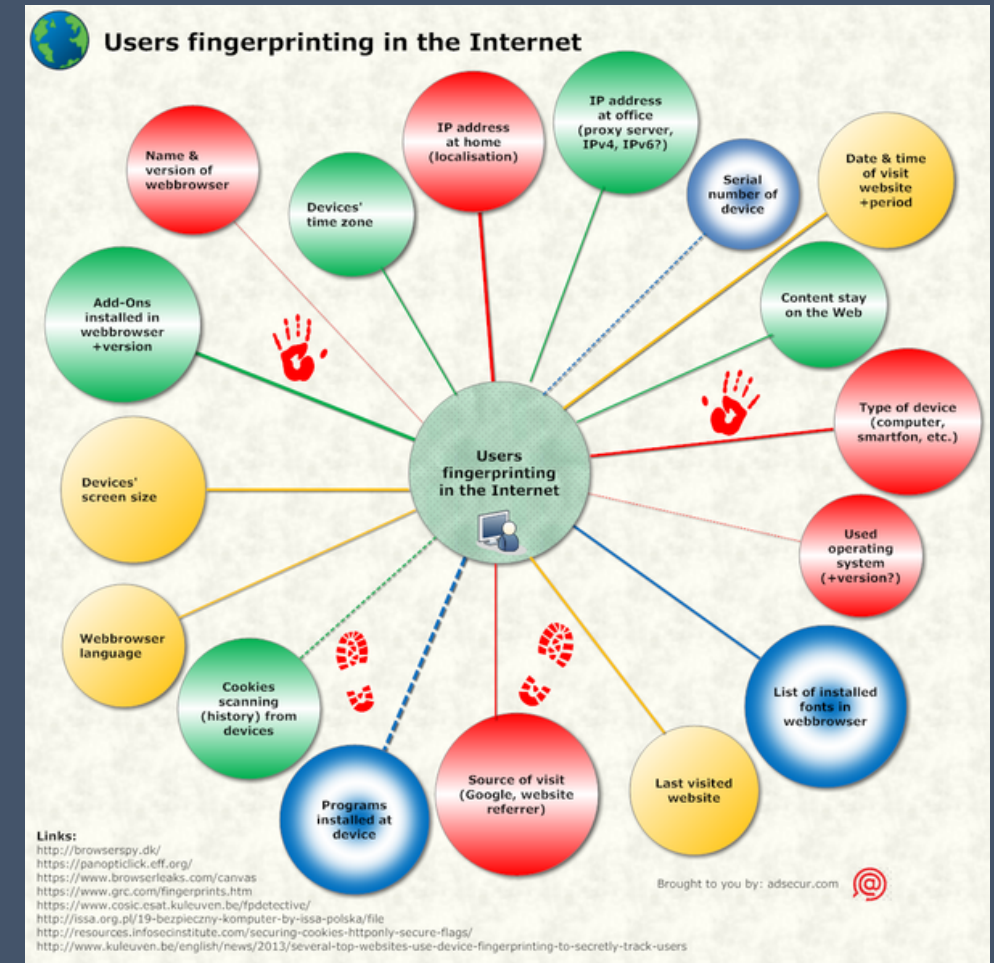 Users fingerprinting in the Internet
Name &
version of
webbrowser
Devices'
time zone
IP address
at home
(localisation)
IP address
at office
(proxy server,
IPv4, IPv6?)
Serial
number of
device
Date & time
of visit
website
+period
Add-Ons
installed in
webbrowser
+version
Content stay
on the Web
Type of device
(computer,
smartfon, etc.)
Users
fingerprinting
in the Internet
Devices'
screen size
Used
operating
system
(+version?)
Webbrowser
language
Cookies
scanning
(history) from
devices
List of installed
fonts in
webbrowser
Programs
installed at
device
Source of visit
(Google, website
referrer)
Last visited
website
Links:
http://browserspy.dk/
https://panopticlick.eff.org/
https://www.browserleaks.com/canvas
https://www.grc.com/fingerprints.htm
https://www.cosic.esat.kuleuven.be/fpdetective/
http://issa.org.pl/19-bezpieczny-komputer-by-issa-polska/file
http://resources.infosecinstitute.com/securing-cookies-httponly-secure-flags/
http://www.kuleuven.be/english/news/2013/several-top-websites-use-device-fingerprinting-to-secretly-track-users
Brought to you by: adsecur.com
@